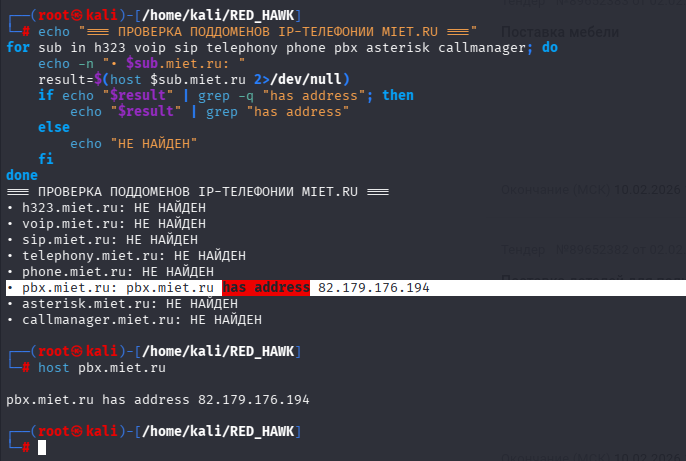 ┌──(root㉿kali)-[/home/kali/RED_HAWK]
└─# echo "=== ПРОВЕРКА ПОДДОМЕНОВ IP-ТЕЛЕФОНИИ MIET.RU ==="
for sub in h323 voip sip telephony phone pbx asterisk callmanager; do
    echo -n "• $sub.miet.ru: "
    result=$(host $sub.miet.ru 2>/dev/null)
    if echo "$result" | grep -q "has address"; then
        echo "$result" | grep "has address"
    else
        echo "НЕ НАЙДЕН"
    fi
done
=== ПРОВЕРКА ПОДДОМЕНОВ IP-ТЕЛЕФОНИИ MIET.RU ===
• h323.miet.ru: НЕ НАЙДЕН
• voip.miet.ru: НЕ НАЙДЕН
• sip.miet.ru: НЕ НАЙДЕН
• telephony.miet.ru: НЕ НАЙДЕН
• phone.miet.ru: НЕ НАЙДЕН
• pbx.miet.ru: pbx.miet.ru has address 82.179.176.194
• asterisk.miet.ru: НЕ НАЙДЕН
• callmanager.miet.ru: НЕ НАЙДЕН
┌──(root㉿kali)-[/home/kali/RED_HAWK]
└─# host pbx.miet.ru
pbx.miet.ru has address 82.179.176.194
┌──(root㉿kali)-[/home/kali/RED_HAWK]
└─#
Поставка мебели
Окончание (МСК) 10.02.2026